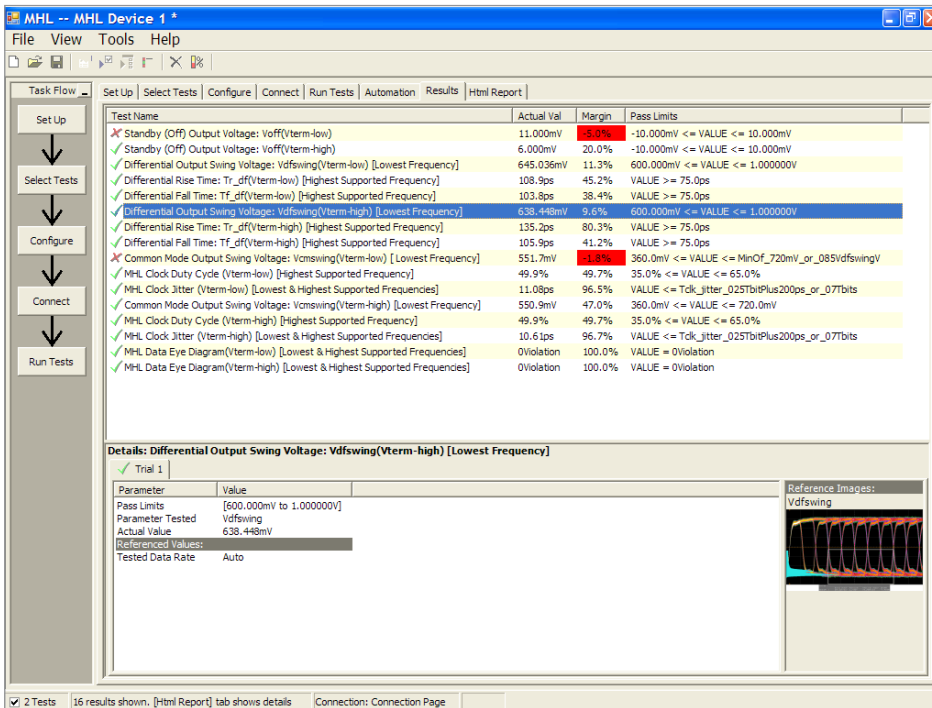 MHL -- MHL Device 1 *
File View Tools Help
Task Flow
Set Up
Select Tests
Configure
Connect
Run Tests
Set Up Select Tests Configure Connect Run Tests Automation Results Html Report
Test Name Actual Val Margin Pass Limits
Standby (Off) Output Voltage: Voff(Vterm-low) 11.000mV -5.0% -10.000mV <= VALUE <= 10.000mV
Standby (Off) Output Voltage: Voff(Vterm-high) 6.000mV 20.0% -10.000mV <= VALUE <= 10.000mV
Differential Output Swing Voltage: Vdfswing(Vterm-low) [Lowest Frequency] 645.036mV 11.3% 600.000mV <= VALUE <= 1.000000V
Differential Rise Time: Tr_df(Vterm-low) [Highest Supported Frequency] 108.9ps 45.2% VALUE >= 75.0ps
Differential Fall Time: Tf_df(Vterm-low) [Highest Supported Frequency] 103.8ps 38.4% VALUE >= 75.0ps
Differential Output Swing Voltage: Vdfswing(Vterm-high) [Lowest Frequency] 638.448mV 9.6% 600.000mV <= VALUE <= 1.000000V
Differential Rise Time: Tr_df(Vterm-high) [Highest Supported Frequency] 135.2ps 80.3% VALUE >= 75.0ps
Differential Fall Time: Tf_df(Vterm-high) [Highest Supported Frequency] 105.9ps 41.2% VALUE >= 75.0ps
Common Mode Output Swing Voltage: Vcmswing(Vterm-low) [ Lowest Frequency] 551.7mV -1.8% 360.0mV <= VALUE <= MinOf_720mV_or_085VdfswingV
MHL Clock Duty Cycle (Vterm-low) [Highest Supported Frequency] 49.9% 49.7% 35.0% <= VALUE <= 65.0%
MHL Clock Jitter (Vterm-low) [Lowest & Highest Supported Frequencies] 11.08ps 96.5% VALUE <= Tclk_jitter_025TbitPlus200ps_or_07Tbits
Common Mode Output Swing Voltage: Vcmswing(Vterm-high) [Lowest Frequency] 550.9mV 47.0% 360.0mV <= VALUE <= 720.0mV
MHL Clock Duty Cycle (Vterm-high) [Highest Supported Frequency] 49.9% 49.7% 35.0% <= VALUE <= 65.0%
MHL Clock Jitter (Vterm-high) [Lowest & Highest Supported Frequencies] 10.61ps 96.7% VALUE <= Tclk_jitter_025TbitPlus200ps_or_07Tbits
MHL Data Eye Diagram(Vterm-low) [Lowest & Highest Supported Frequencies] 0Violation 100.0% VALUE = 0Violation
MHL Data Eye Diagram(Vterm-high) [Lowest & Highest Supported Frequencies] 0Violation 100.0% VALUE = 0Violation
Details: Differential Output Swing Voltage: Vdfswing(Vterm-high) [Lowest Frequency]
Trial 1
Parameter Value
Pass Limits [600.000mV to 1.000000V]
Parameter Tested Vdfswing
Actual Value 638.448mV
Referenced Values:
Tested Data Rate Auto
Reference Images:
Vdfswing
2 Tests 16 results shown. [Html Report] tab shows details Connection: Connection Page